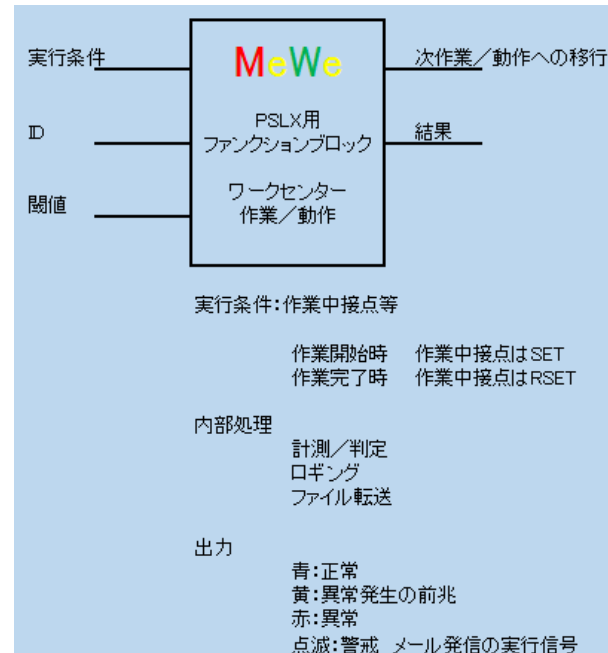 実行条件
MeWe
次作業/動作への移行
PSLX用
ファンクションブロック
ID
結果
ワークセンター
作業/動作
閾値
実行条件:作業中接点等
作業開始時 作業中接点はSET
作業完了時 作業中接点はRSET
内部処理
計測/判定
ロギング
ファイル転送
出力
青:正常
黄:異常発生の前兆
赤:異常
点滅:警戒 メール発信の実行信号